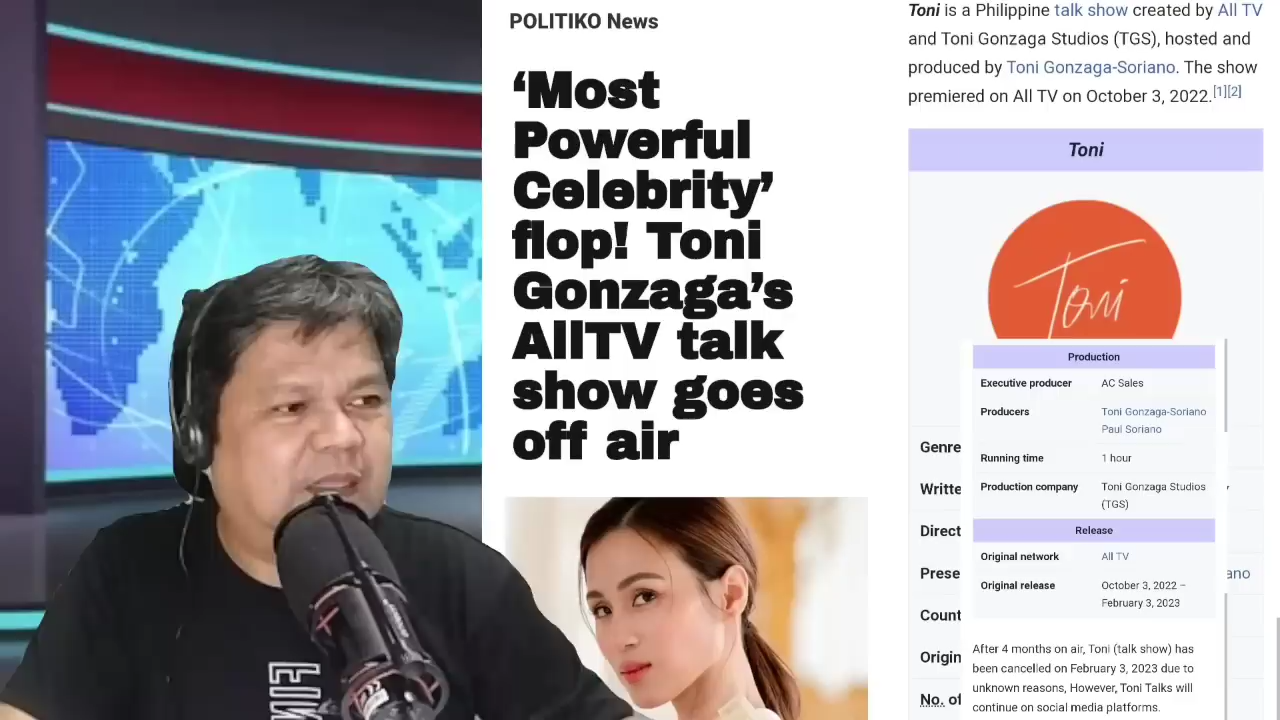 POLITIKO News
‘Most
Powerful
Celebrity’
flop! Toni
Gonzaga’s
AllTV talk
show goes
off air
Toni is a Philippine talk show created by All TV
and Toni Gonzaga Studios (TGS), hosted and
produced by Toni Gonzaga-Soriano. The show
premiered on All TV on October 3, 2022.[1][2]
Toni
Toni
Genre
Writte
Direct
Prese
ano
Count
Origin
No. of
Production
Executive producer AC Sales
Producers Toni Gonzaga-Soriano
Paul Soriano
Running time 1 hour
Production company Toni Gonzaga Studios
(TGS)
Release
Original network All TV
Original release October 3, 2022 –
February 3, 2023
After 4 months on air, Toni (talk show) has
been cancelled on February 3, 2023 due to
unknown reasons, However, Toni Talks will
continue on social media platforms.